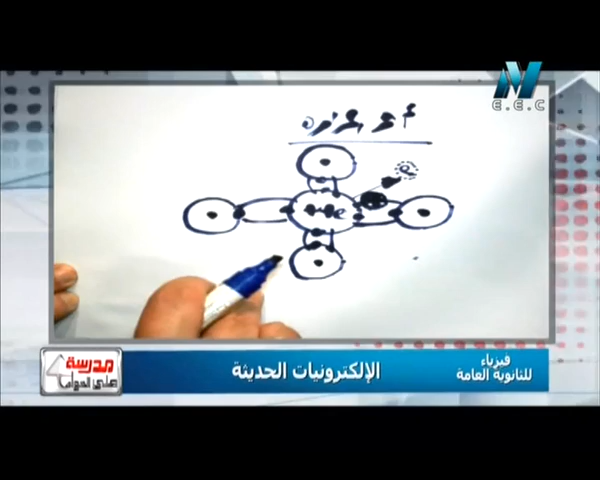 E.E.C
e
e
فيزياء
للثانوية العامة
الإلكترونيات الحديثة
مدرسة
على الهواء